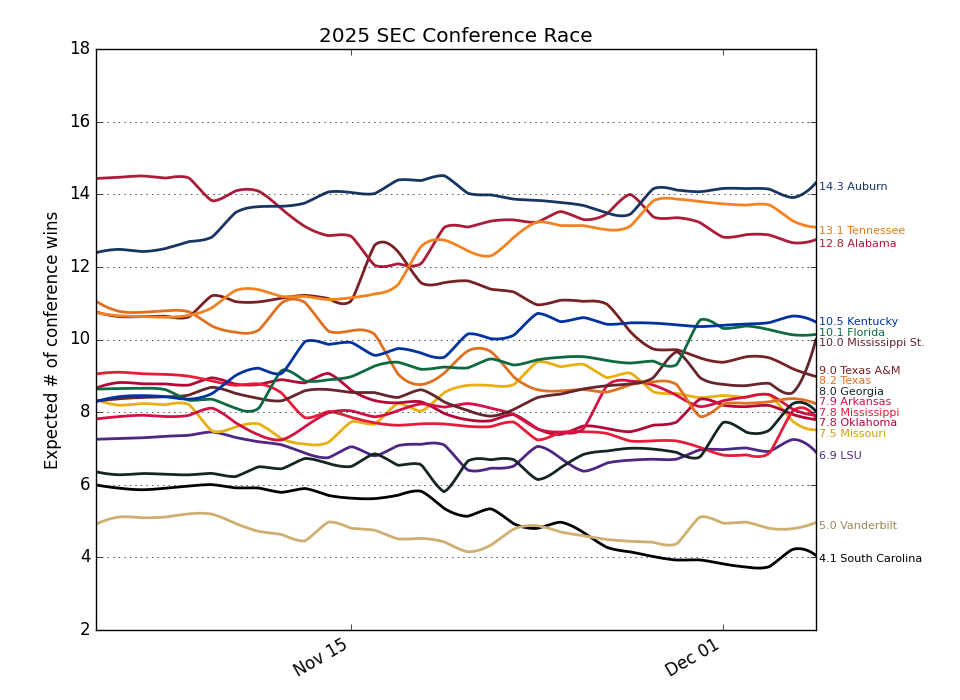 2025 SEC Conference Race
Expected # of conference wins
18
16
14
12
10
8
6
4
2
14.3 Auburn
13.1 Tennessee
12.8 Alabama
10.5 Kentucky
10.1 Florida
10.0 Mississippi St.
9.0 Texas A&M
8.2 Texas
8.0 Georgia
7.9 Arkansas
7.8 Mississippi
7.8 Oklahoma
7.5 Missouri
6.9 LSU
5.0 Vanderbilt
4.1 South Carolina
Nov 15
Dec 01